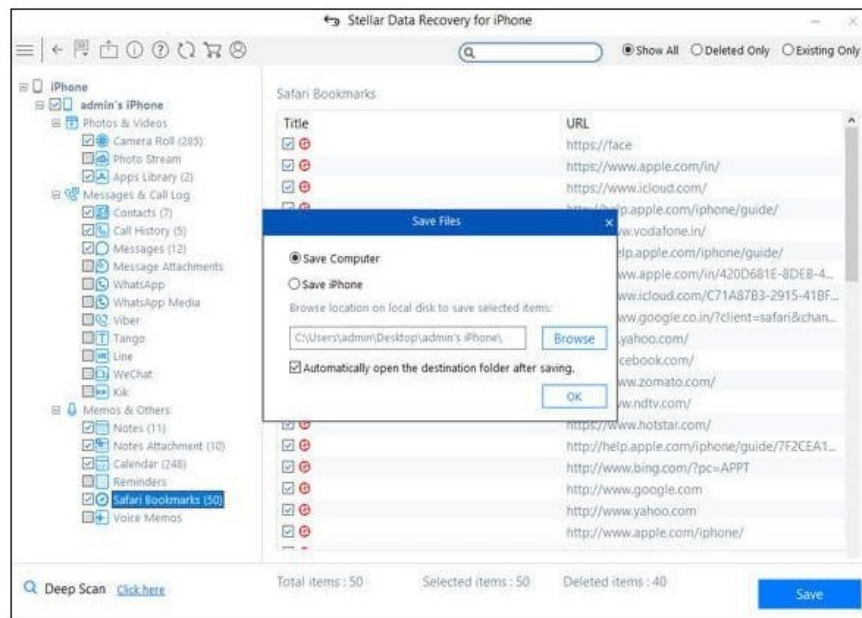 Stellar Data Recovery for iPhone
Show All Deleted Only Existing Only
iPhone
admin's iPhone
Photos & Videos
Camera Roll (285)
Photo Stream
Apps Library (2)
Messages & Call Log
Contacts (7)
Call History (5)
Messages (12)
Message Attachments
WhatsApp
WhatsApp Media
Viber
Tango
Line
WeChat
Kik
Memos & Others
Notes (11)
Notes Attachment (10)
Calendar (248)
Reminders
Safari Bookmarks (50)
Voice Memos
Safari Bookmarks
Title URL
https://face
https://www.apple.com/in/
https://www.icloud.com/
help.apple.com/iphone/guide/
ww.vodafone.in/
elp.apple.com/iphone/guide/
ww.apple.com/in/420D681E-8DE8-4...
ww.icloud.com/C71A87B3-2915-41BF...
ww.google.co.in/?client=safari&chan...
.yahoo.com/
cebook.com/
ww.zomato.com/
ww.ndtv.com/
https://www.hotstar.com/
http://help.apple.com/iphone/guide/7F2CEA1...
http://www.bing.com/?pc=APPT
http://www.google.com
http://www.yahoo.com
http://www.apple.com/iphone/
Save Files
Save Computer
Save iPhone
Browse location on local disk to save selected items:
C:\Users\admin\Desktop\admin's iPhone\ Browse
Automatically open the destination folder after saving.
OK
Deep Scan Click here
Total items : 50 Selected items : 50 Deleted items : 40
Save